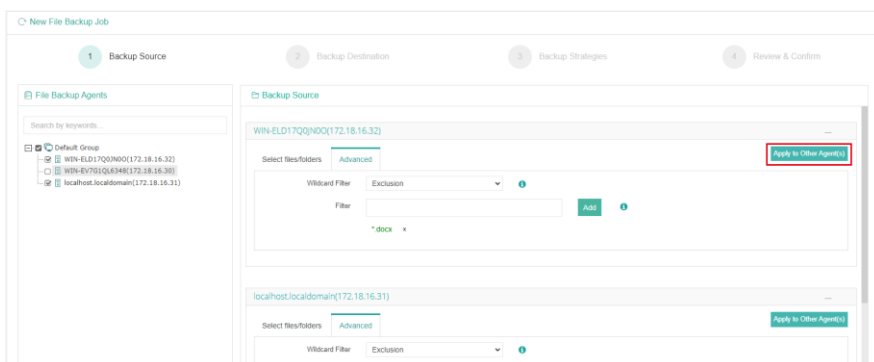 New File Backup Job
1 Backup Source 2 Backup Destination 3 Backup Strategies 4 Review & Confirm
File Backup Agents
Search by keywords...
Default Group
WIN-ELD17Q0JN0O(172.18.16.32)
WIN-EV7G1QL6348(172.18.16.30)
localhost.localdomain(172.18.16.31)
Backup Source
WIN-ELD17Q0JN0O(172.18.16.32)
Select files/folders Advanced Apply to Other Agent(s)
Wildcard Filter Exclusion
Filter Add
*.docx x
localhost.localdomain(172.18.16.31)
Select files/folders Advanced Apply to Other Agent(s)
Wildcard Filter Exclusion